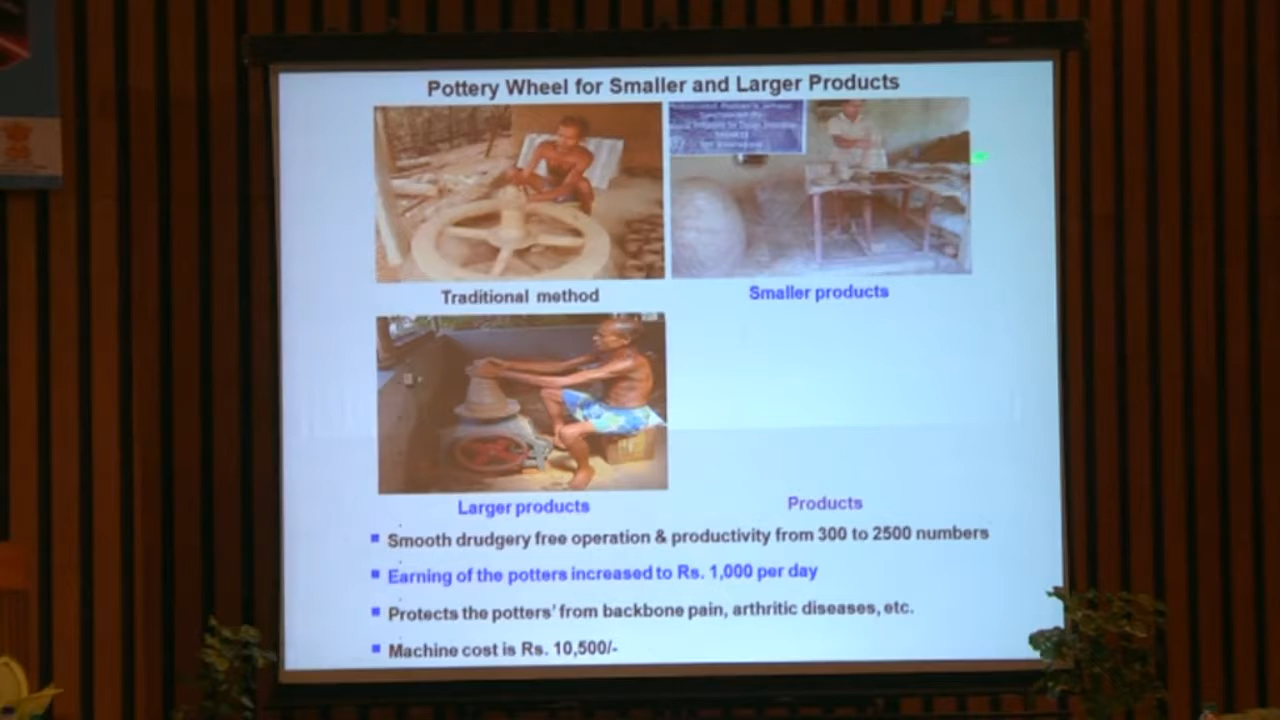 Pottery Wheel for Smaller and Larger Products
Traditional method
Smaller products
Larger products
Products
Smooth drudgery free operation & productivity from 300 to 2500 numbers
Earning of the potters increased to Rs. 1,000 per day
Protects the potters' from backbone pain, arthritic diseases, etc.
Machine cost is Rs. 10,500/-